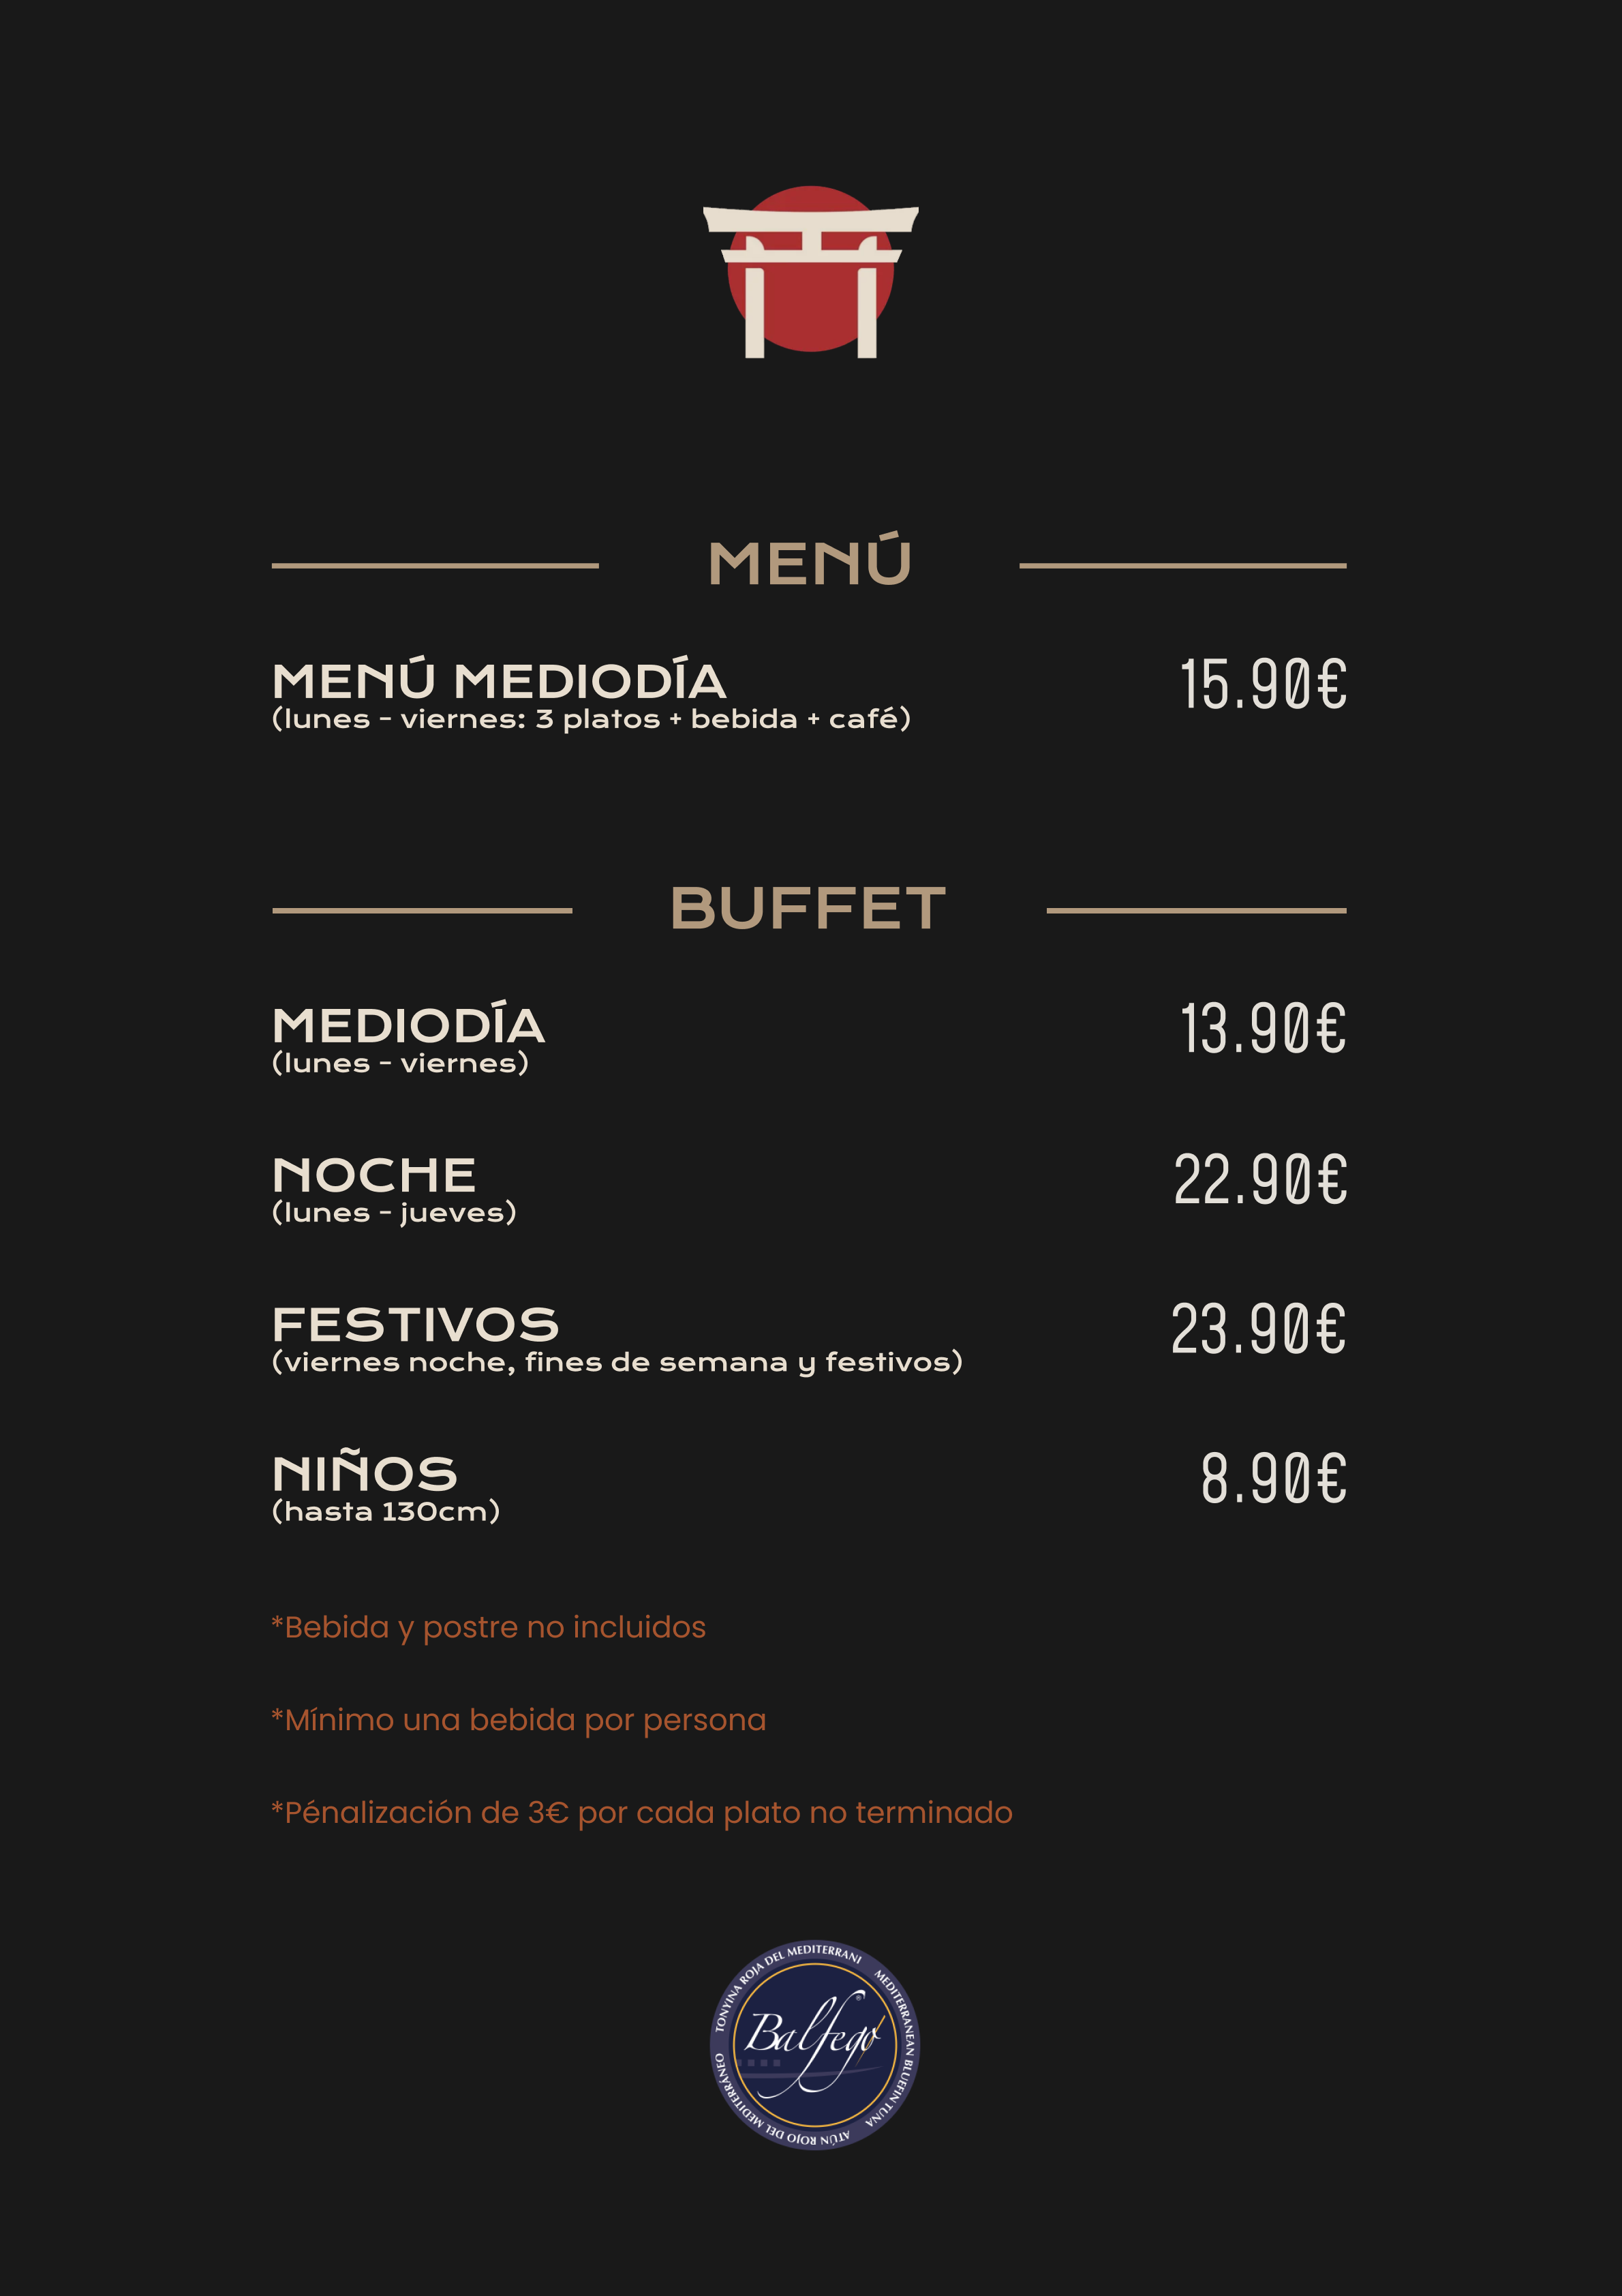 MENÚ
MENÚ MEDIODÍA
15.90€
(lunes - viernes: 3 platos + bebida + café)
BUFFET
MEDIODÍA
13.90€
(lunes - viernes)
NOCHE
22.90€
(lunes - jueves)
FESTIVOS
23.90€
(viernes noche, fines de semana y festivos)
NIÑOS
8.90€
(hasta 130cm)
*Bebida y postre no incluidos
*Mínimo una bebida por persona
*Pénalización de 3€ por cada plato no terminado
TONYINA ROJA DEL MEDITERRANI
MEDITERRANEAN BLUEFIN TUNA
ATÚN ROJO DEL MEDITERRÁNEO
Balfegó